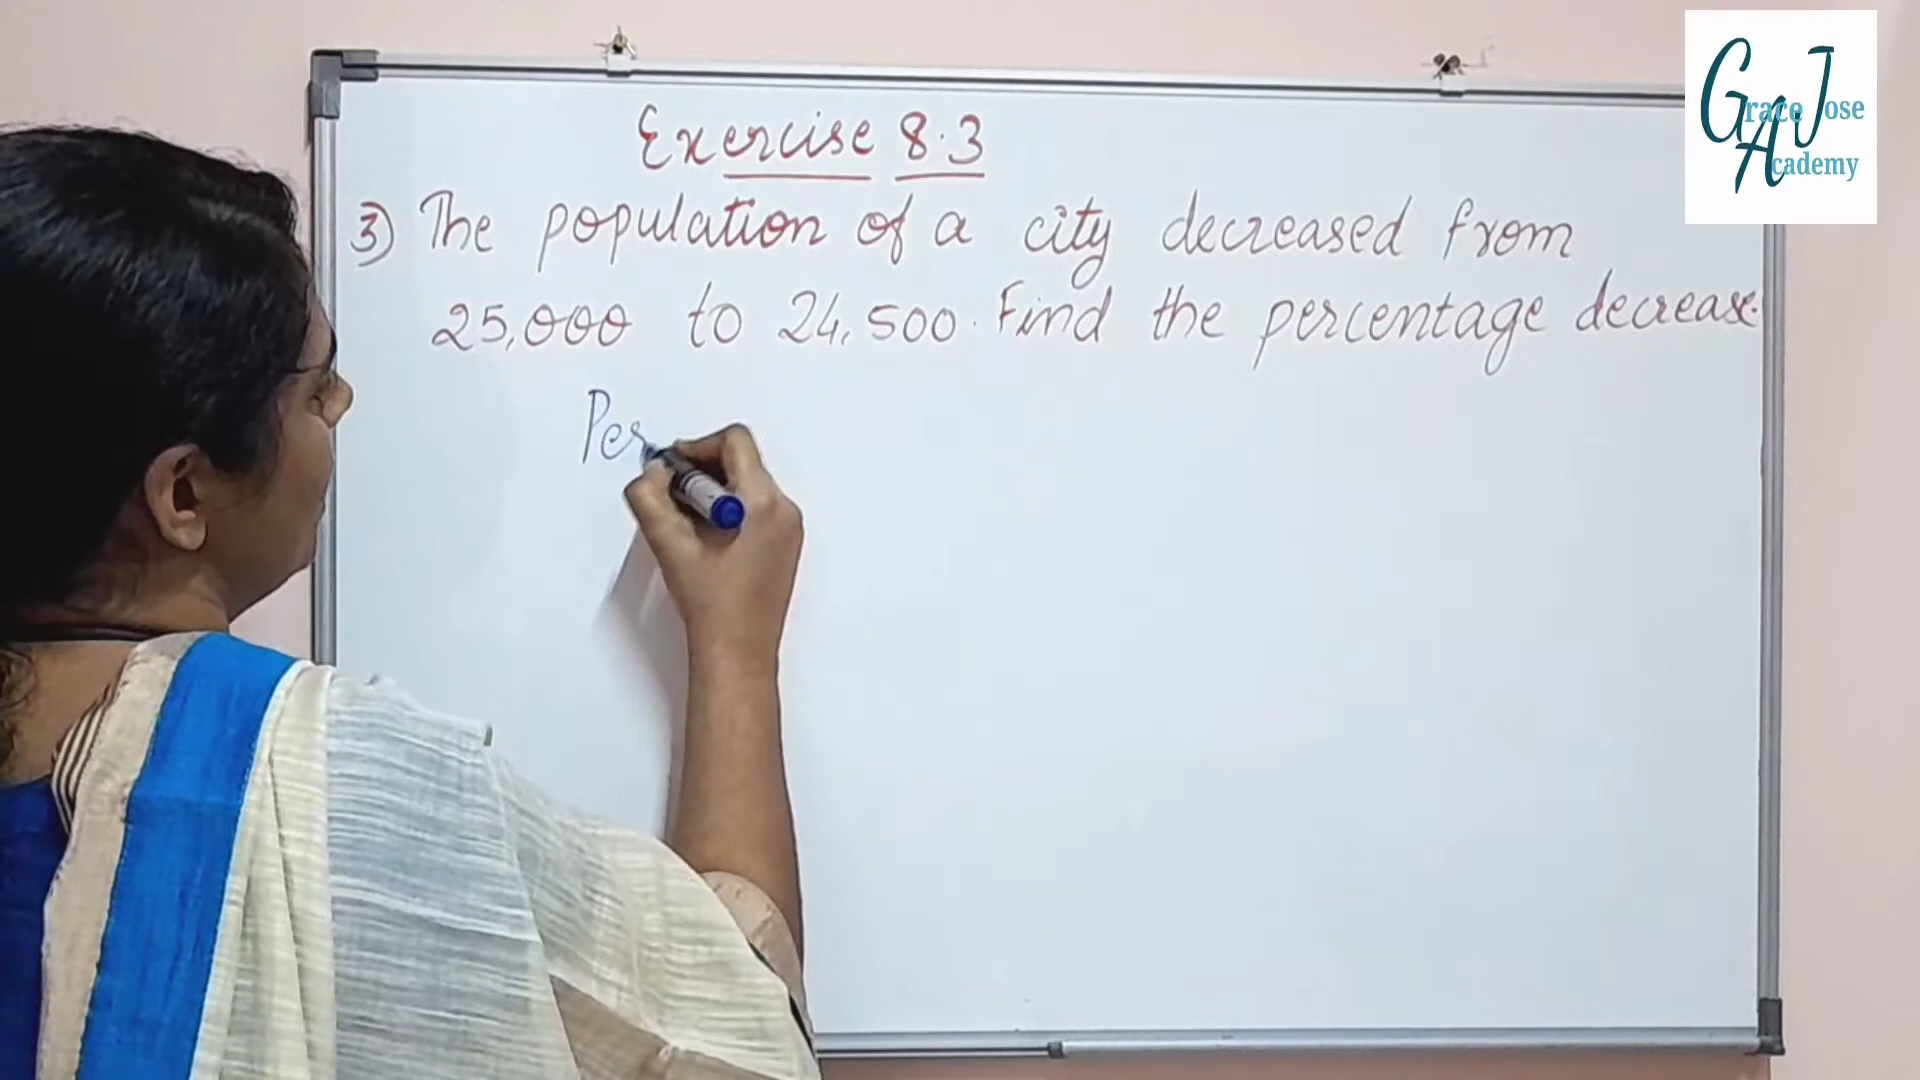 Exercise 8.3
3) The population of a city decreased from
25,000 to 24,500. Find the percentage decrease.
Per
Grace Jose
Academy